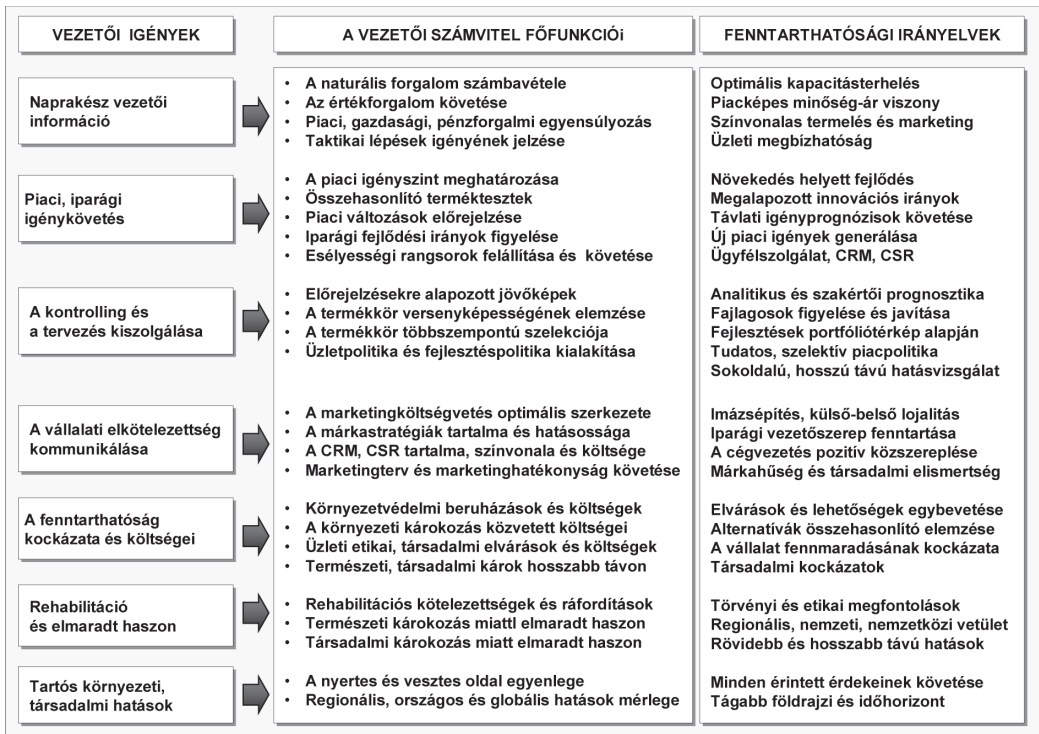 VEZETŐI IGÉNYEK
A VEZETŐI SZÁMVITEL FŐFUNKCIÓi
FENNTARTHATÓSÁGI IRÁNYELVEK
Naprakész vezetői
információ
• A naturális forgalom számbavétele
• Az értékforgalom követése
• Piaci, gazdasági, pénzforgalmi egyensúlyozás
• Taktikai lépések igényének jelzése
Optimális kapacitásterhelés
Piacképes minőség-ár viszony
Színvonalas termelés és marketing
Üzleti megbízhatóság
Piaci, iparági
igénykövetés
• A piaci igényszint meghatározása
• Összehasonlító terméktesztek
• Piaci változások előrejelzése
• Iparági fejlődési irányok figyelése
• Esélyességi rangsorok felállítása és követése
Növekedés helyett fejlődés
Megalapozott innovációs irányok
Távlati igényprognózisok követése
Új piaci igények generálása
Ügyfélszolgálat, CRM, CSR
A kontrolling és
a tervezés kiszolgálása
• Előrejelzésekre alapozott jövőképek
• A termékkör versenyképességének elemzése
• A termékkör többszempontú szelekciója
• Üzletpolitika és fejlesztéspolitika kialakítása
Analitikus és szakértői prognosztika
Fajlagosok figyelése és javítása
Fejlesztések portfóliótérkép alapján
Tudatos, szelektív piacpolitika
Sokoldalú, hosszú távú hatásvizsgálat
A vállalati elkötelezettség
kommunikálása
• A marketingköltségvetés optimális szerkezete
• A márkastratégiák tartalma és hatásossága
• A CRM, CSR tartalma, színvonala és költsége
• Marketingterv és marketinghatékonyság követése
Imázsépítés, külső-belső lojalitás
Iparági vezetőszerep fenntartása
A cégvezetés pozitív közszereplése
Márkahűség és társadalmi elismertség
A fenntarthatóság
kockázata és költségei
• Környezetvédelmi beruházások és költségek
• A környezeti károkozás közvetett költségei
• Üzleti etikai, társadalmi elvárások és költségek
• Természeti, társadalmi károk hosszabb távon
Elvárások és lehetőségek egybevetése
Alternatívák összehasonlító elemzése
A vállalat fennmaradásának kockázata
Társadalmi kockázatok
Rehabilitáció
és elmaradt haszon
• Rehabilitációs kötelezettségek és ráfordítások
• Természeti károkozás miattl elmaradt haszon
• Társadalmi károkozás miatt elmaradt haszon
Törvényi és etikai megfontolások
Regionális, nemzeti, nemzetközi vetület
Rövidebb és hosszabb távú hatások
Tartós környezeti,
társadalmi hatások
• A nyertes és vesztes oldal egyenlege
• Regionális, országos és globális hatások mérlege
Minden érintett érdekeinek követése
Tágabb földrajzi és időhorizont